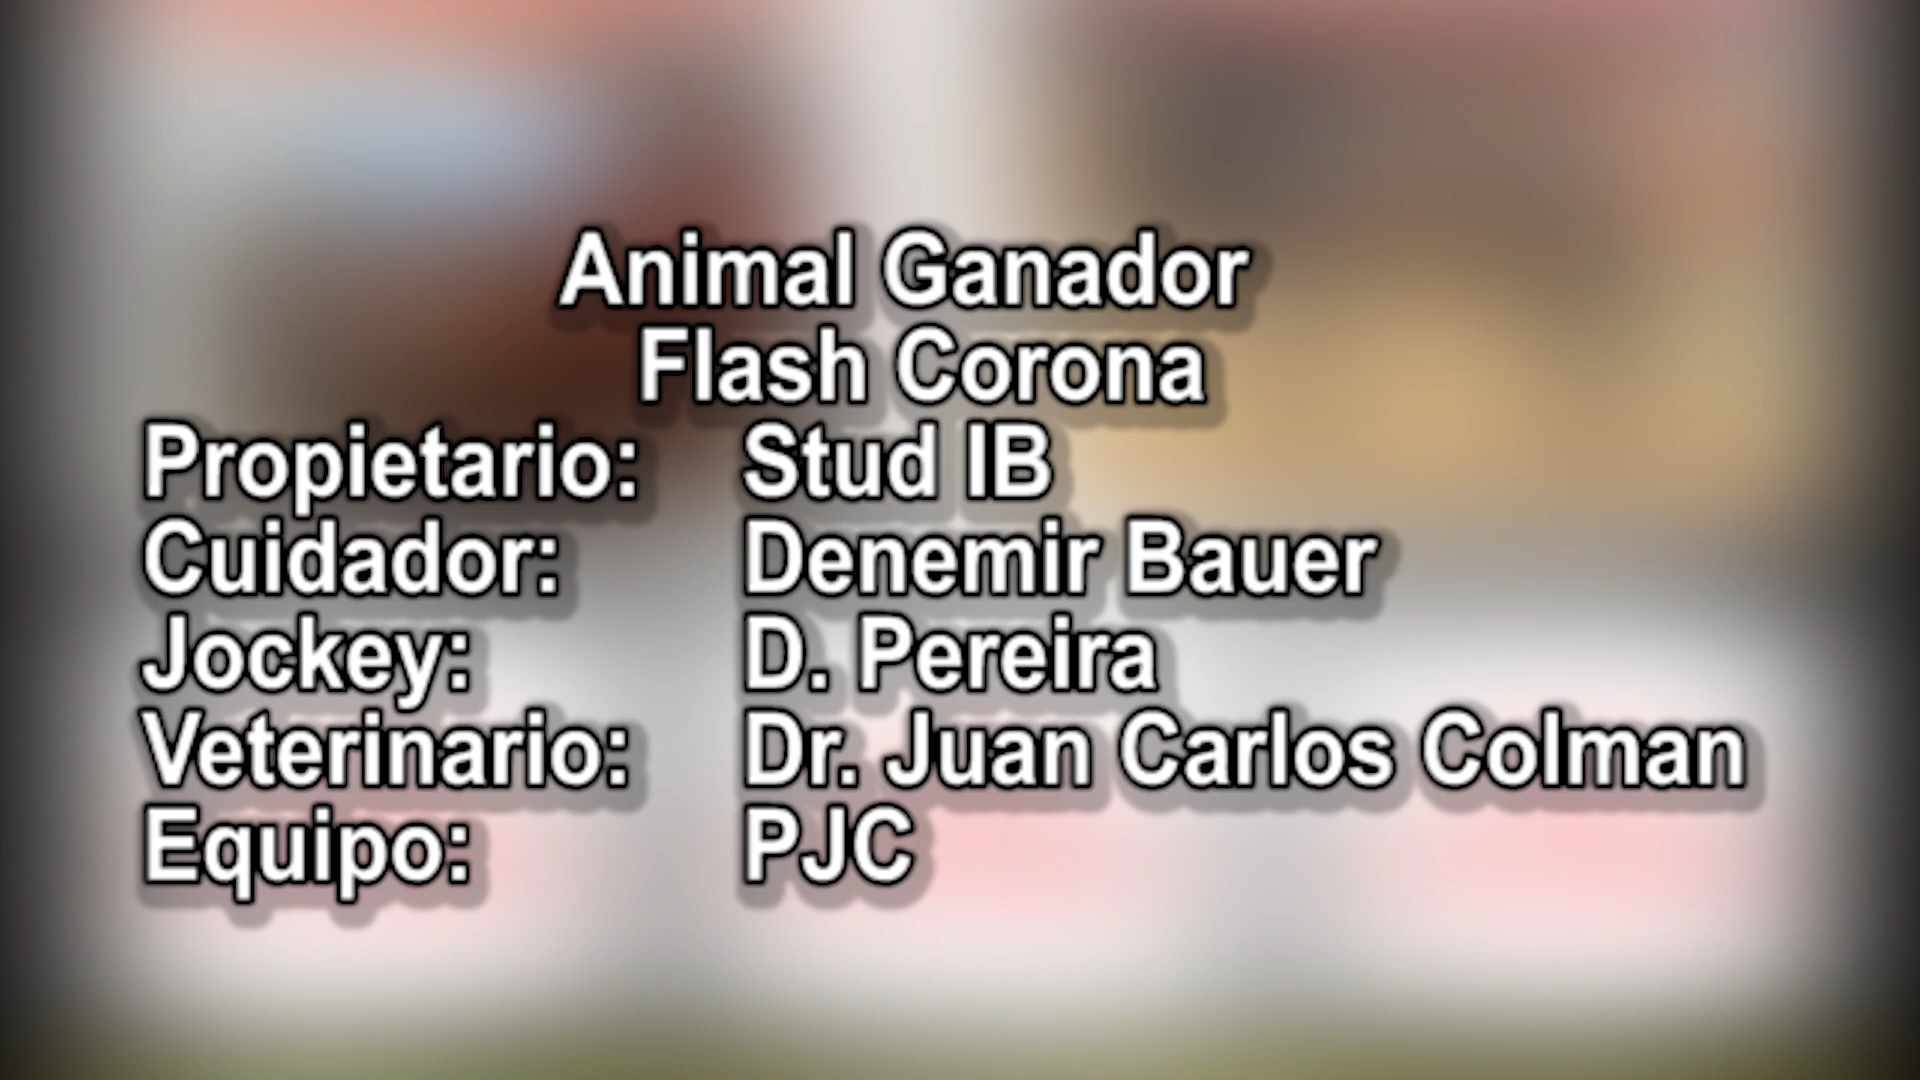 Animal Ganador
Flash Corona
Propietario: Stud IB
Cuidador: Denemir Bauer
Jockey: D. Pereira
Veterinario: Dr. Juan Carlos Colman
Equipo: PJC